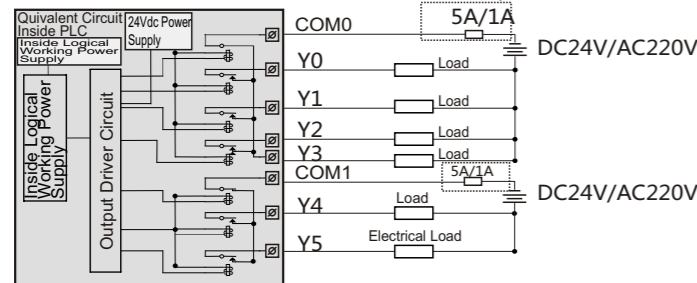 Quivalent Circuit
Inside PLC
Inside Logical
Working Power
Supply
24Vdc Power
Supply
Inside Logical
Working Power
Supply
Output Driver Circuit
COM0
5A/1A
DC24V/AC220V
Y0
Load
Y1
Load
Y2
Load
Y3
Load
COM1
5A/1A
DC24V/AC220V
Y4
Load
Y5
Electrical Load